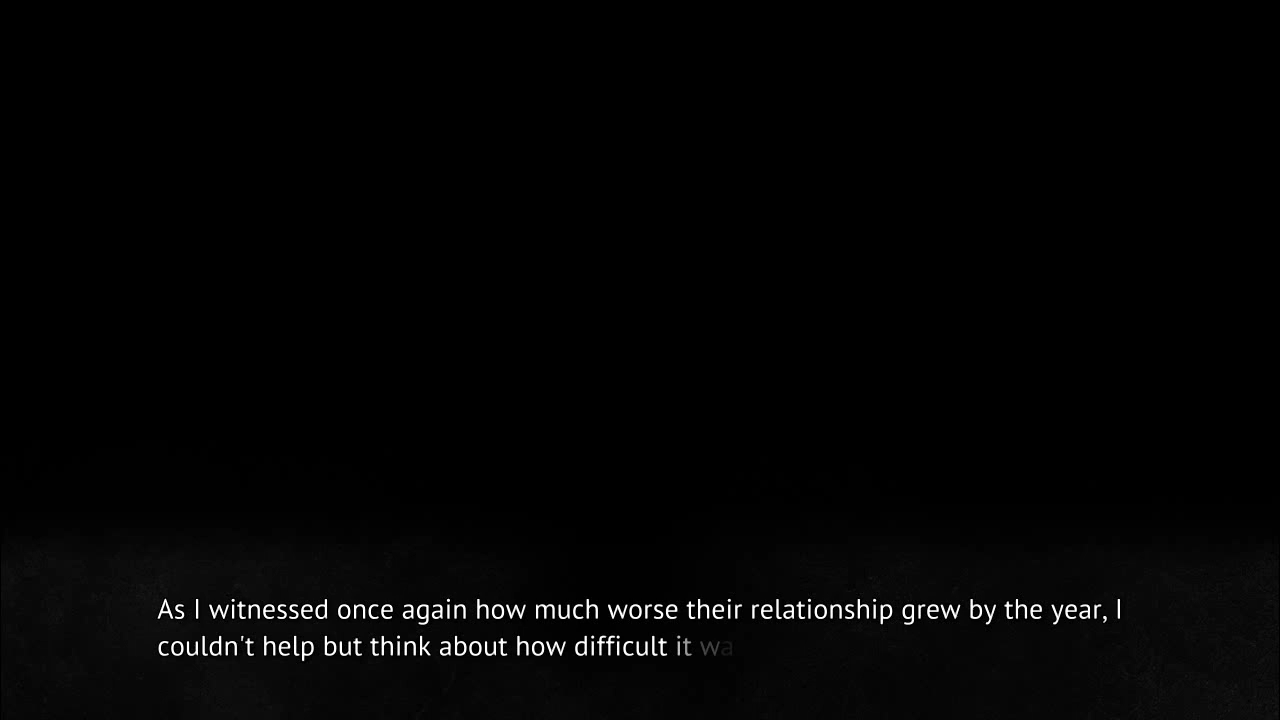 As I witnessed once again how much worse their relationship grew by the year, I
couldn't help but think about how difficult it wa